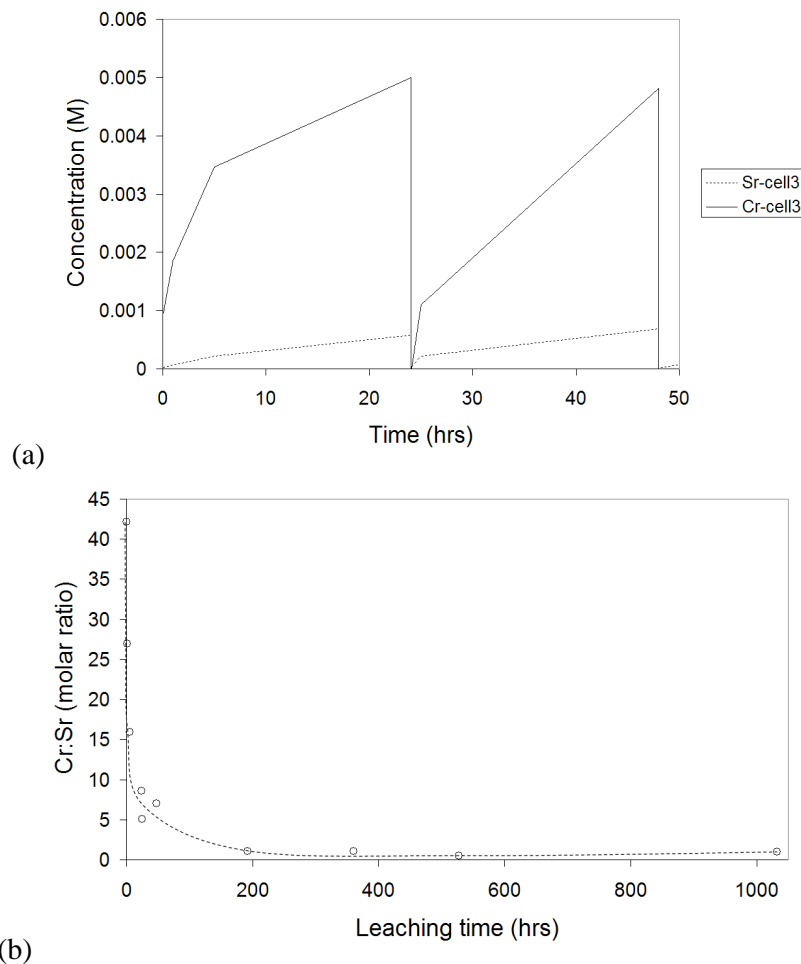 0.006
0.005
0.004
0.003
0.002
0.001
0
Concentration (M)
0 10 20 30 40 50
Time (hrs)
Sr-cell3
Cr-cell3
(a)
45
40
35
30
25
20
15
10
5
0
Cr:Sr (molar ratio)
0 200 400 600 800 1000
Leaching time (hrs)
(b)